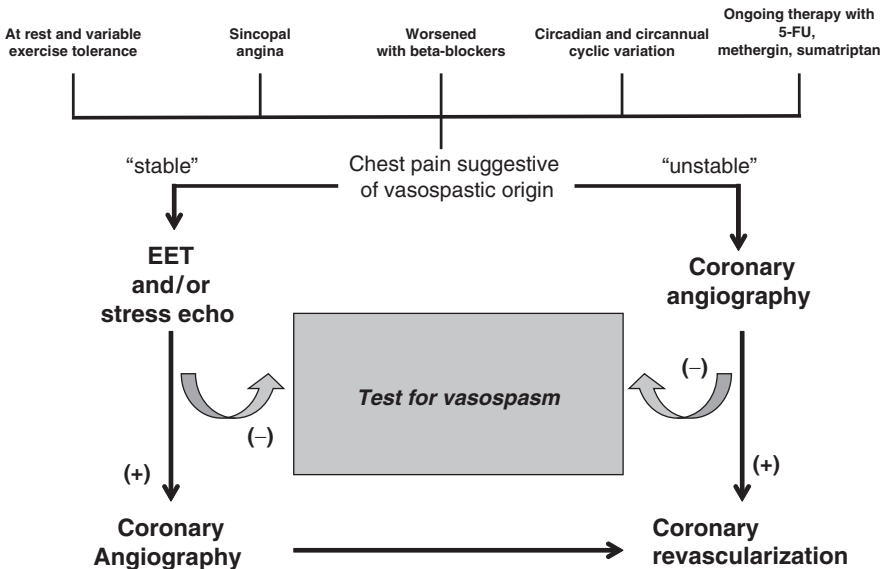 At rest and variable
exercise tolerance
Sincopal
angina
Worsened
with beta-blockers
Circadian and circannual
cyclic variation
Ongoing therapy with
5-FU,
methergin, sumatriptan
“stable”
Chest pain suggestive
of vasospastic origin
“unstable”
EET
and/or
stress echo
Coronary
angiography
Test for vasospasm
(–)
(–)
(+)
(+)
Coronary
Angiography
Coronary
revascularization